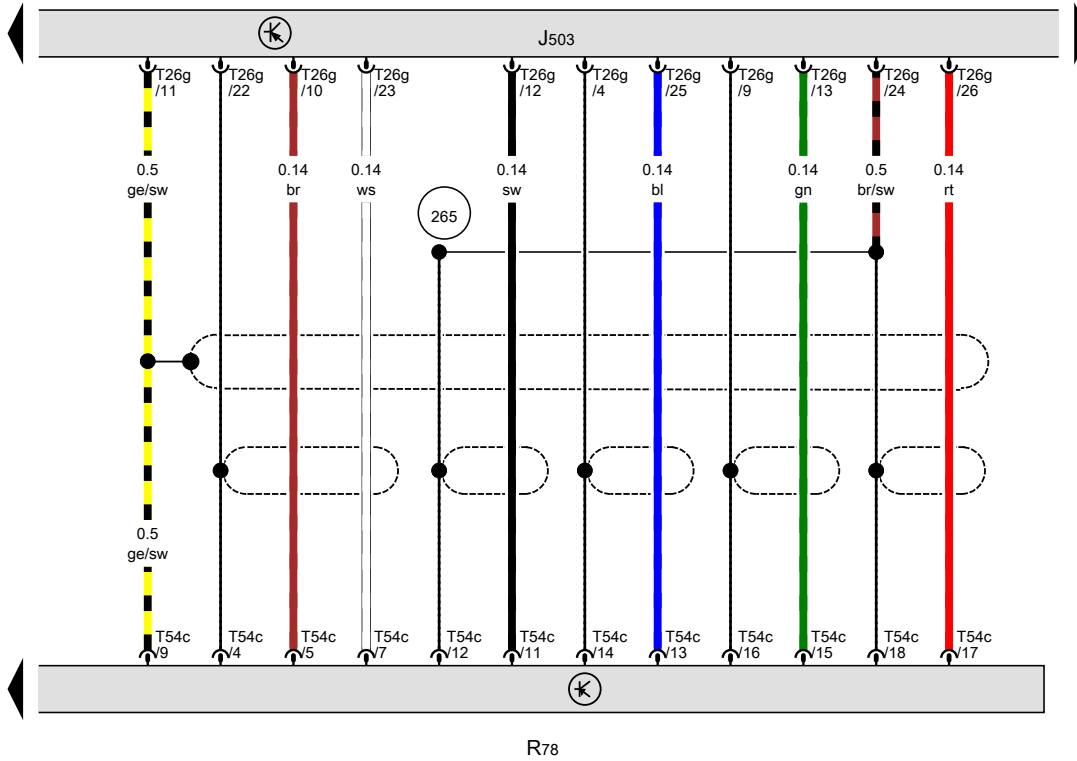 J503
T26g T26g T26g T26g T26g T26g T26g T26g T26g T26g T26g
/11 /22 /10 /23 /12 /4 /25 /9 /13 /24 /26
0.5 0.14 0.14 0.14 0.14 0.14 0.5 0.14
ge/sw br ws sw bl gn br/sw rt
265
0.5
ge/sw
T54c T54c T54c T54c T54c T54c T54c T54c T54c T54c T54c T54c
/9 /4 /5 /7 /12 /11 /14 /13 /16 /15 /18 /17
R78